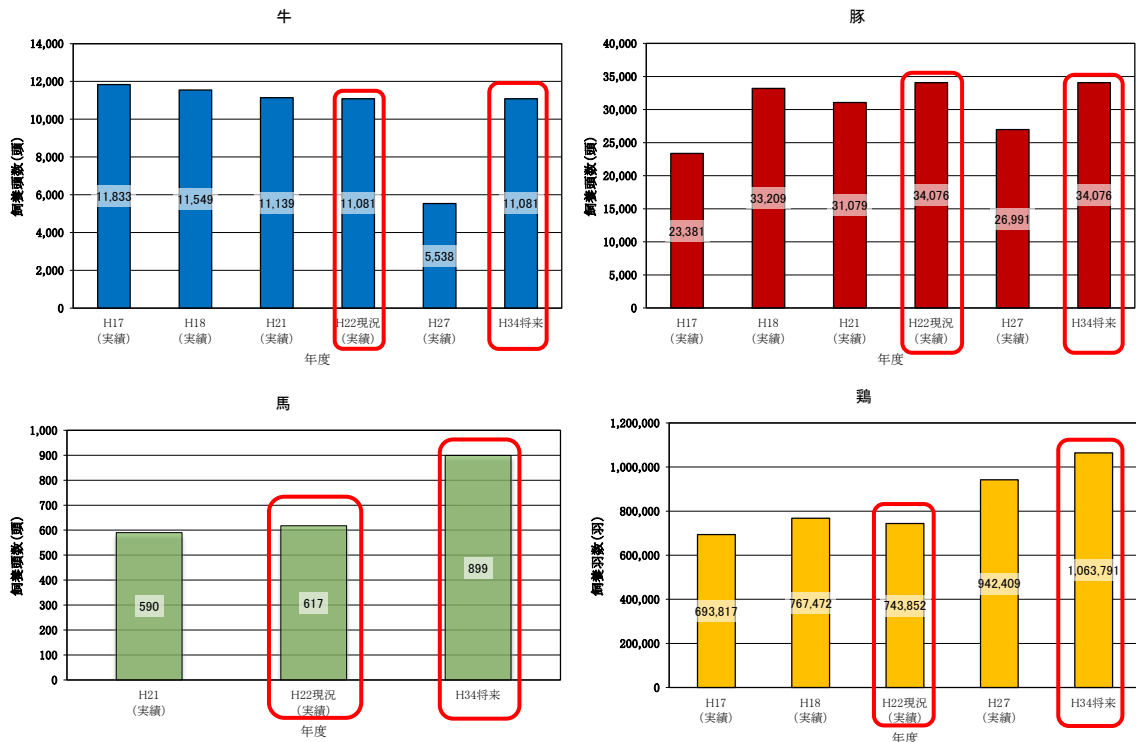 牛
14,000
12,000
10,000
8,000
6,000
4,000
2,000
0
飼養頭数(頭)
11,833
11,549
11,139
11,081
5,538
11,081
H17
(実績)
H18
(実績)
H21
(実績)
H22現況
(実績)
H27
(実績)
H34将来
年度
豚
40,000
35,000
30,000
25,000
20,000
15,000
10,000
5,000
0
飼養頭数(頭)
23,381
33,209
31,079
34,076
26,991
34,076
H17
(実績)
H18
(実績)
H21
(実績)
H22現況
(実績)
H27
(実績)
H34将来
年度
馬
1,000
900
800
700
600
500
400
300
200
100
0
飼養頭数(頭)
590
617
899
H21
(実績)
H22現況
(実績)
H34将来
年度
鶏
1,200,000
1,000,000
800,000
600,000
400,000
200,000
0
飼養羽数(羽)
693,817
767,472
743,852
942,409
1,063,791
H17
(実績)
H18
(実績)
H22現況
(実績)
H27
(実績)
H34将来
年度